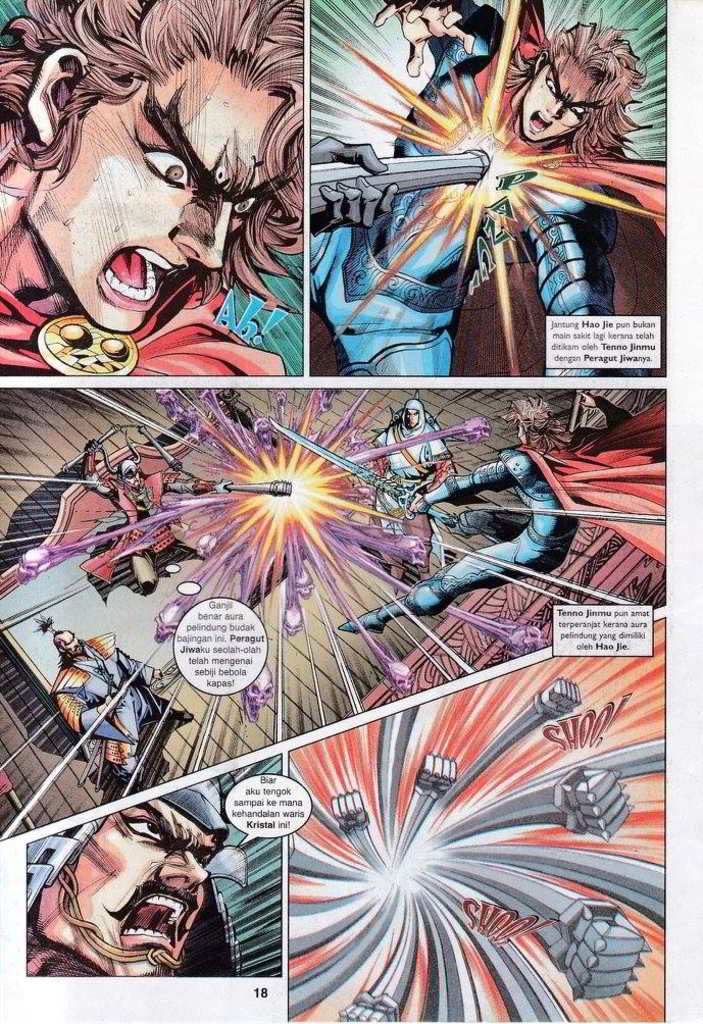 Ah!
PAAM
Jantung Hao Jie pun bukan
main sakit lagi kerana telah
ditikam oleh Tenno Jinmu
dengan Peragut Jiwanya.
Ganjil
benar aura
pelindung budak
bajingan ini. Peragut
Jiwaku seolah-olah
telah mengenai
sebiji bebola
kapas!
Tenno Jinmu pun amat
terperanjat kerana aura
pelindung yang dimiliki
oleh Hao Jie.
Biar
aku tengok
sampai ke mana
kehandalan waris
Kristal ini!
SHOO!
SHOO!
18